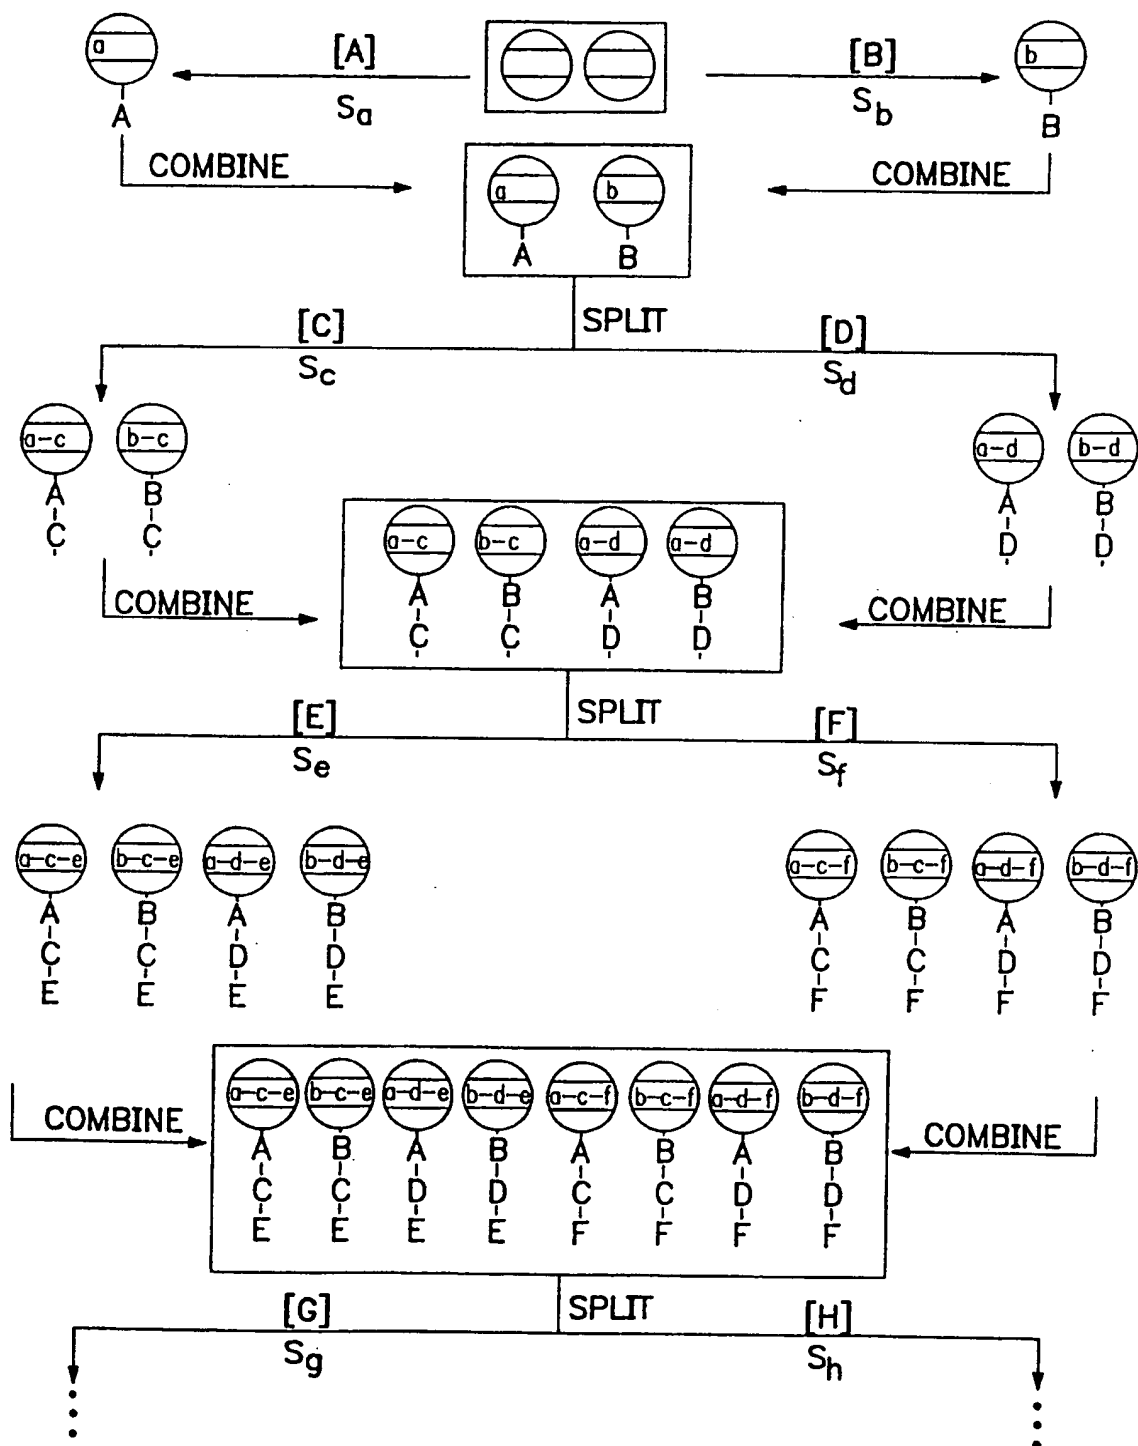 a [A] [B] b
Sa Sb
A B
COMBINE COMBINE
a b
A B
[C] SPLIT [D]
Sc Sd
a-c b-c a-d b-d
A B A B
C C D D
a-c b-c a-d a-d
A B A B
C C D D
COMBINE COMBINE
[E] SPLIT [F]
Se Sf
a-c-e b-c-e a-d-e b-d-e a-c-f b-c-f a-d-f b-d-f
A B A B A B A B
C C D D C C D D
E E E E F F F F
a-c-e b-c-e a-d-e b-d-e a-c-f b-c-f a-d-f b-d-f
COMBINE COMBINE
A B A B A B A B
C C D D C C D D
E E E E F F F F
[G] SPLIT [H]
Sg Sh